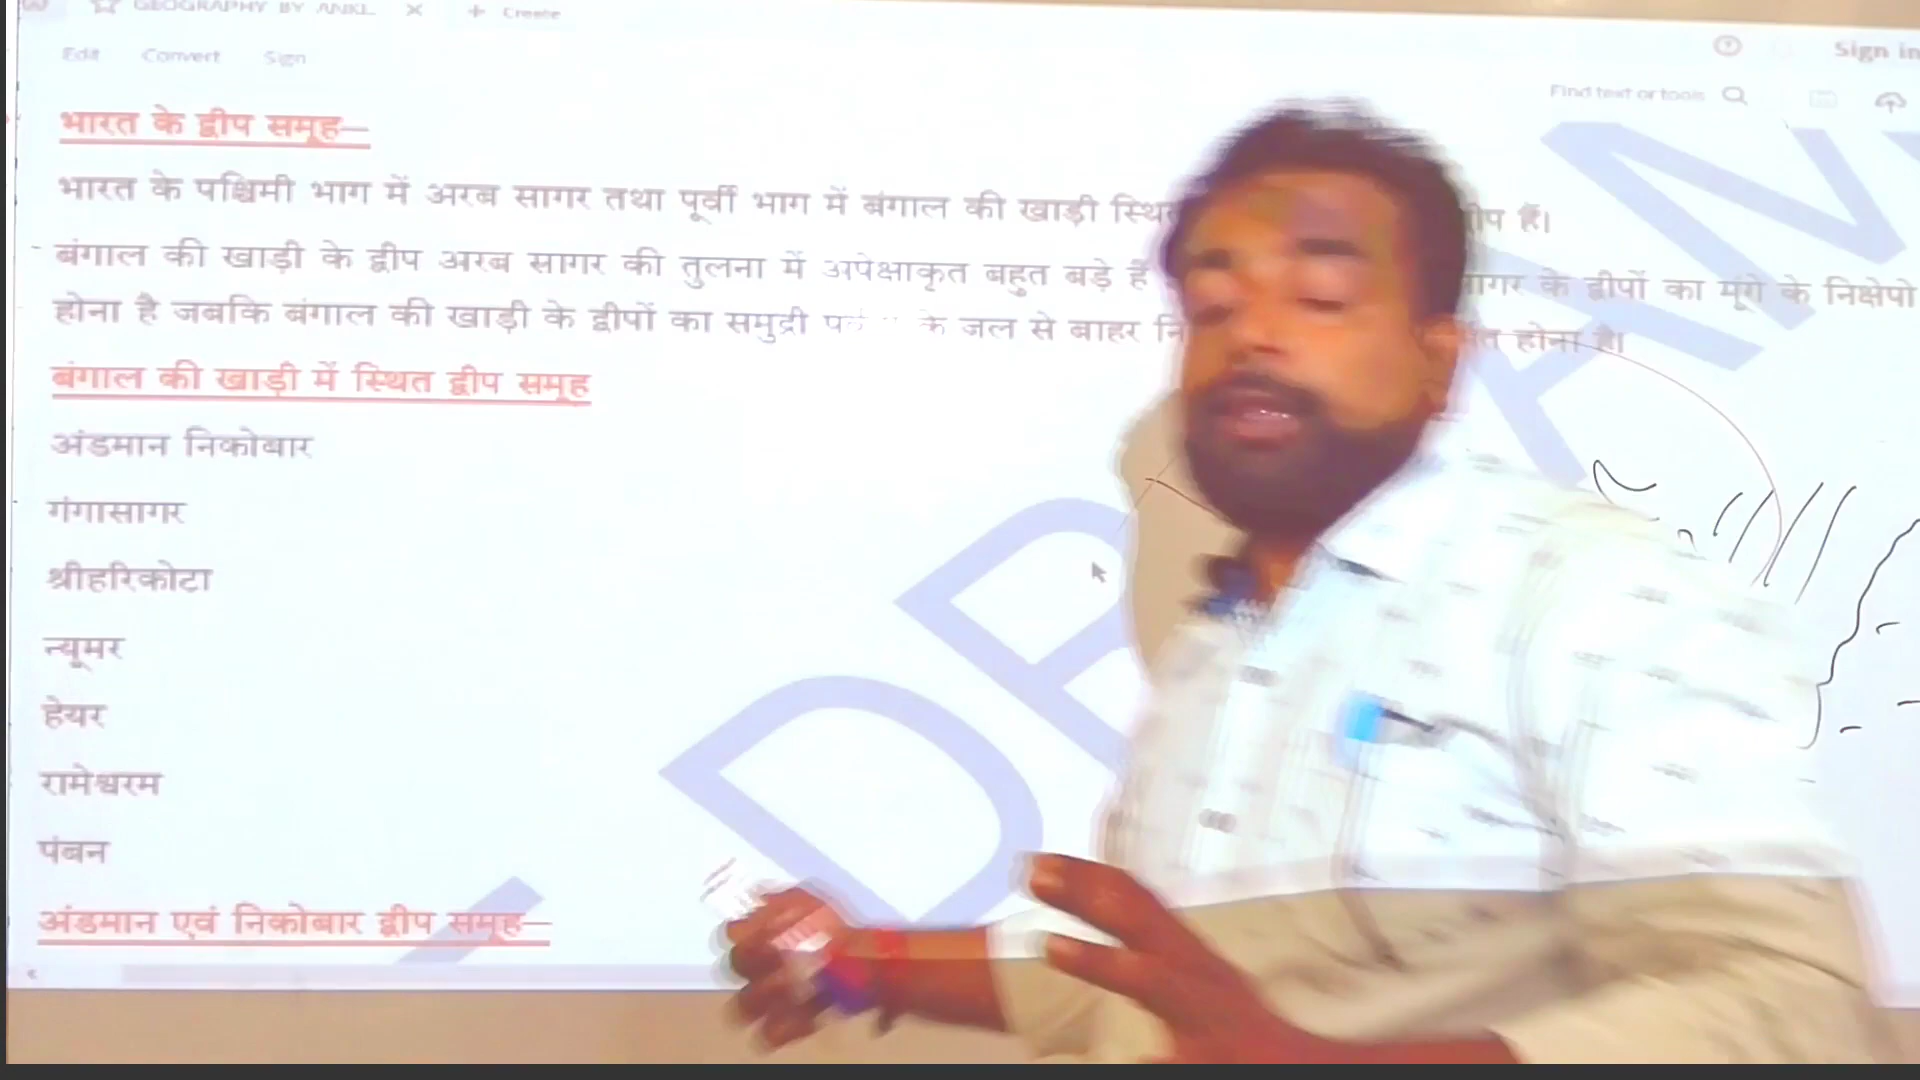 GEOGRAPHY BY ANKI..
+ Create
Edit Convert Sign
Sign in
Find text or tools
भारत के द्वीप समूह—
भारत के पश्चिमी भाग में अरब सागर तथा पूर्वी भाग में बंगाल की खाड़ी द्वीप हैं।
बंगाल की खाड़ी के द्वीप अरब सागर की तुलना में अपेक्षाकृत बहुत बड़े हैं सागर के द्वीपों का मूंगे के निक्षेपो
होना है जबकि बंगाल की खाड़ी के द्वीपों का समुद्री के जल से बाहर होना है।
बंगाल की खाड़ी में स्थित द्वीप समूह
अंडमान निकोबार
गंगासागर
श्रीहरिकोटा
न्यूमर
हेयर
रामेश्वरम
पंबन
अंडमान एवं निकोबार द्वीप समूह—